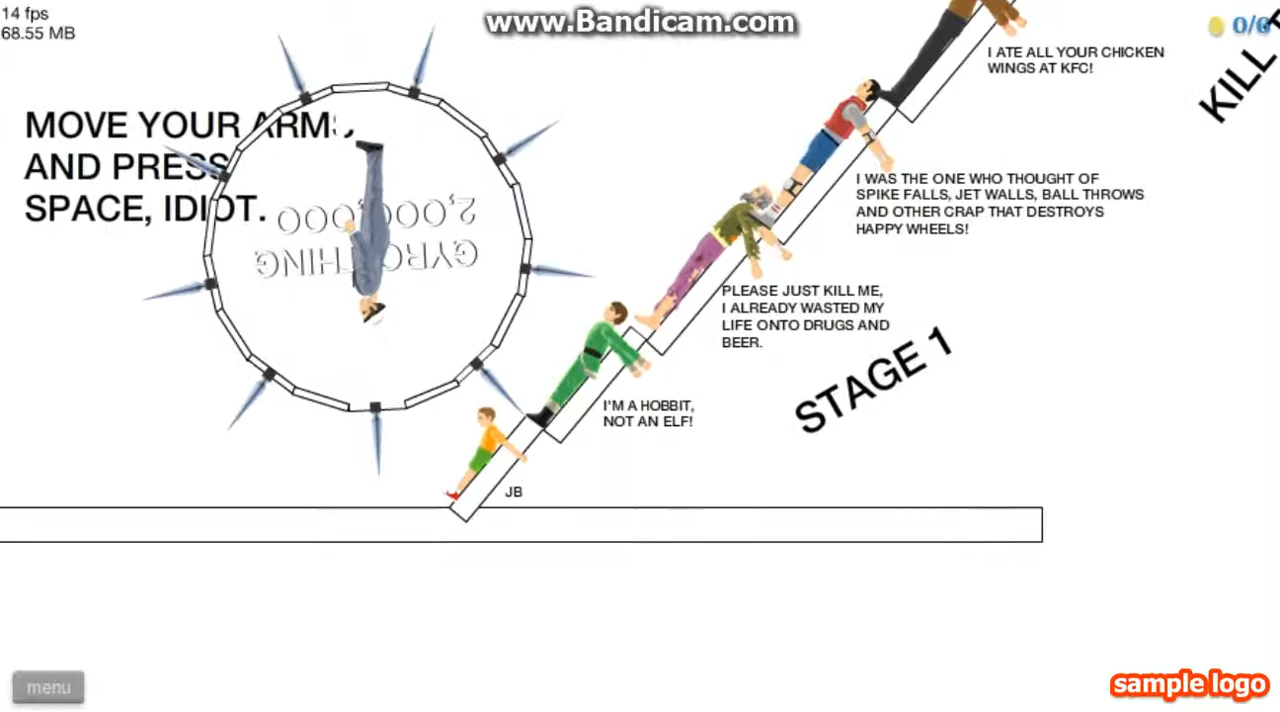 14 fps
68.55 MB
www.Bandicam.com
0/6
MOVE YOUR ARMS
AND PRESS
SPACE, IDIOT.
GYROTHING
2,000,000
I ATE ALL YOUR CHICKEN
WINGS AT KFC!
KILL
I WAS THE ONE WHO THOUGHT OF
SPIKE FALLS, JET WALLS, BALL THROWS
AND OTHER CRAP THAT DESTROYS
HAPPY WHEELS!
PLEASE JUST KILL ME,
I ALREADY WASTED MY
LIFE ONTO DRUGS AND
BEER.
STAGE 1
I'M A HOBBIT,
NOT AN ELF!
JB
menu
sample logo